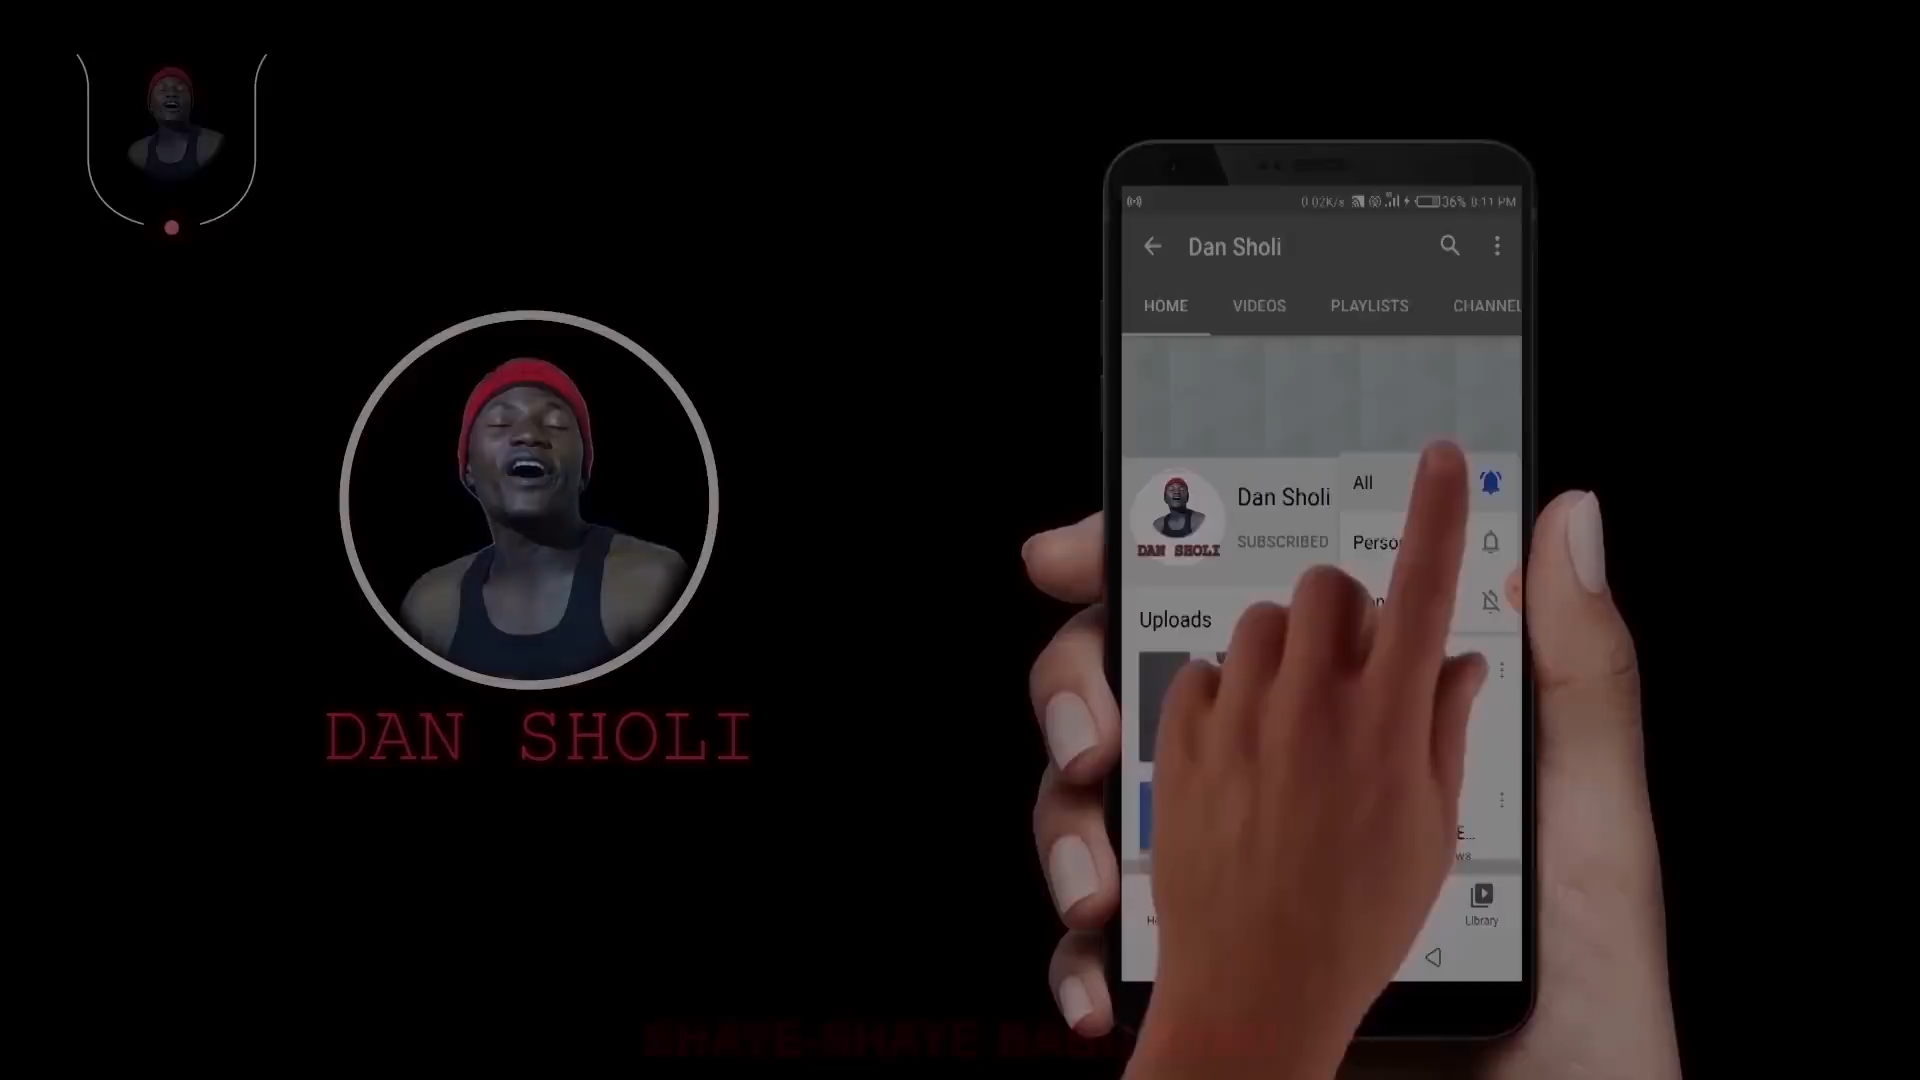 0.02K/s 36% 8:11 PM
Dan Sholi
HOME VIDEOS PLAYLISTS CHANNEL
Dan Sholi
SUBSCRIBED
All
DAN SHOLI
Uploads
Library
DAN SHOLI